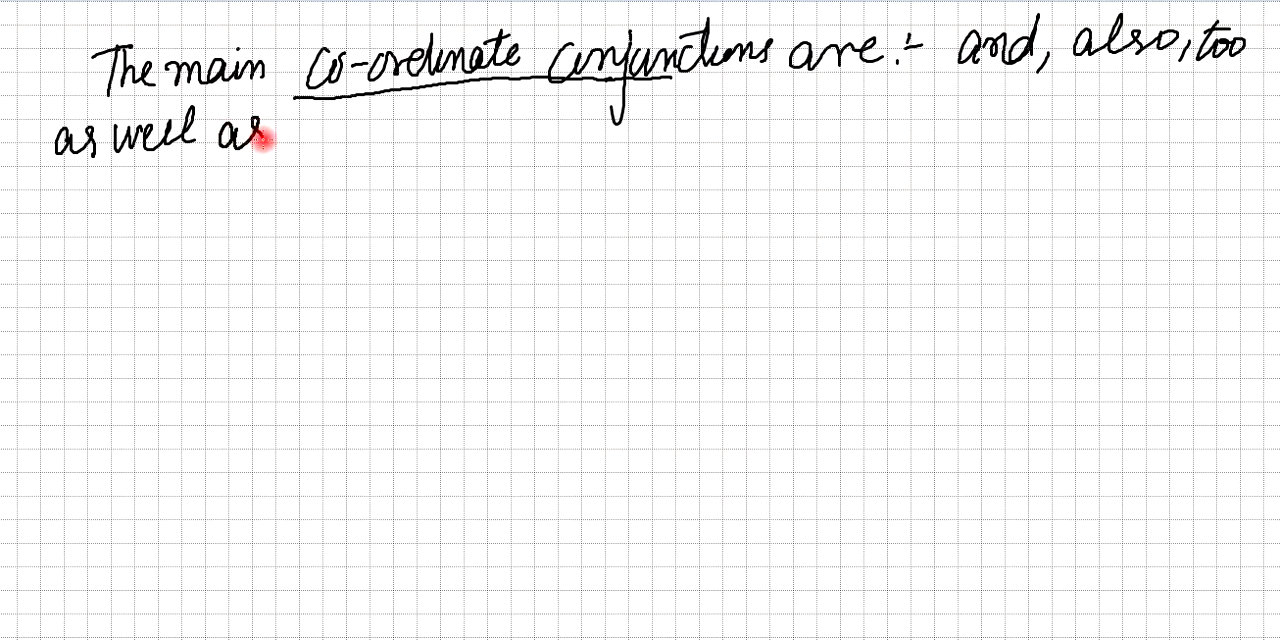 The main co-ordinate conjunctions are :- and, also, too
as well as